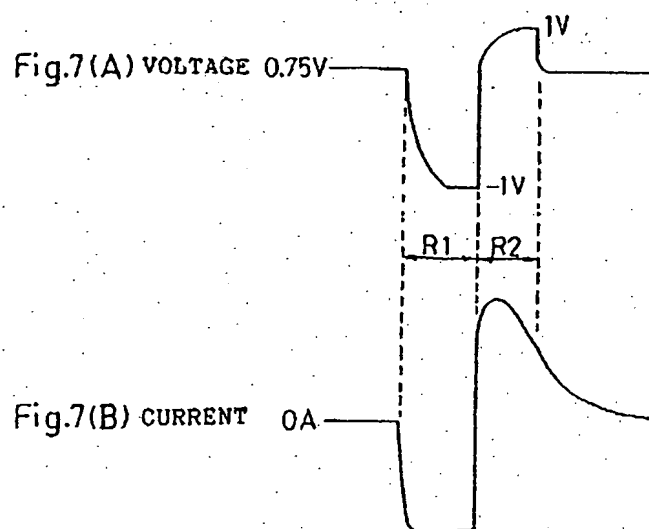 1V
Fig.7(A) VOLTAGE 0.75V
-1V
R1 R2
Fig.7(B) CURRENT 0A